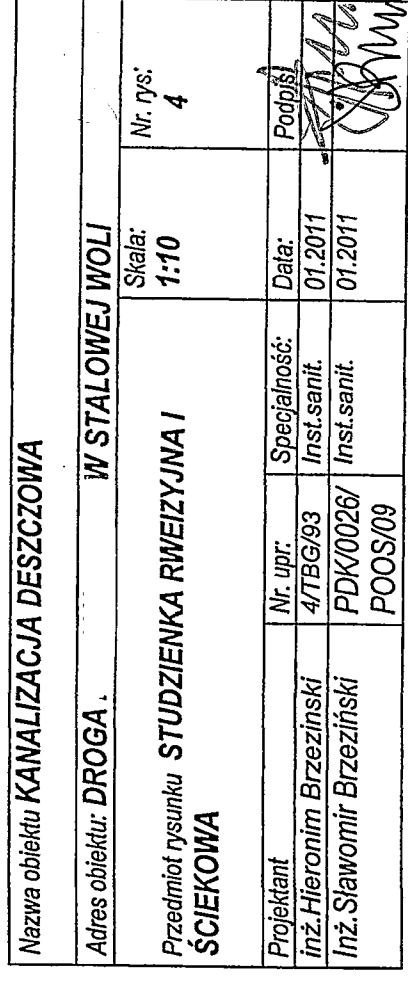 Nazwa obiektu KANALIZACJA DESZCZOWA
Adres obiektu: DROGA . W STALOWEJ WOLI
Przedmiot rysunku STUDZIENKA RWEIZYJNA I
ŚCIEKOWA
Skala:
1:10
Nr. rys:
4
Projektant Nr. upr: Specjalność: Data: Podpis:
inż.Hieronim Brzezinski 4/TBG/93 Inst.sanit. 01.2011
Inż.Sławomir Brzeziński PDK/0026/ Inst.sanit. 01.2011
POOS/09